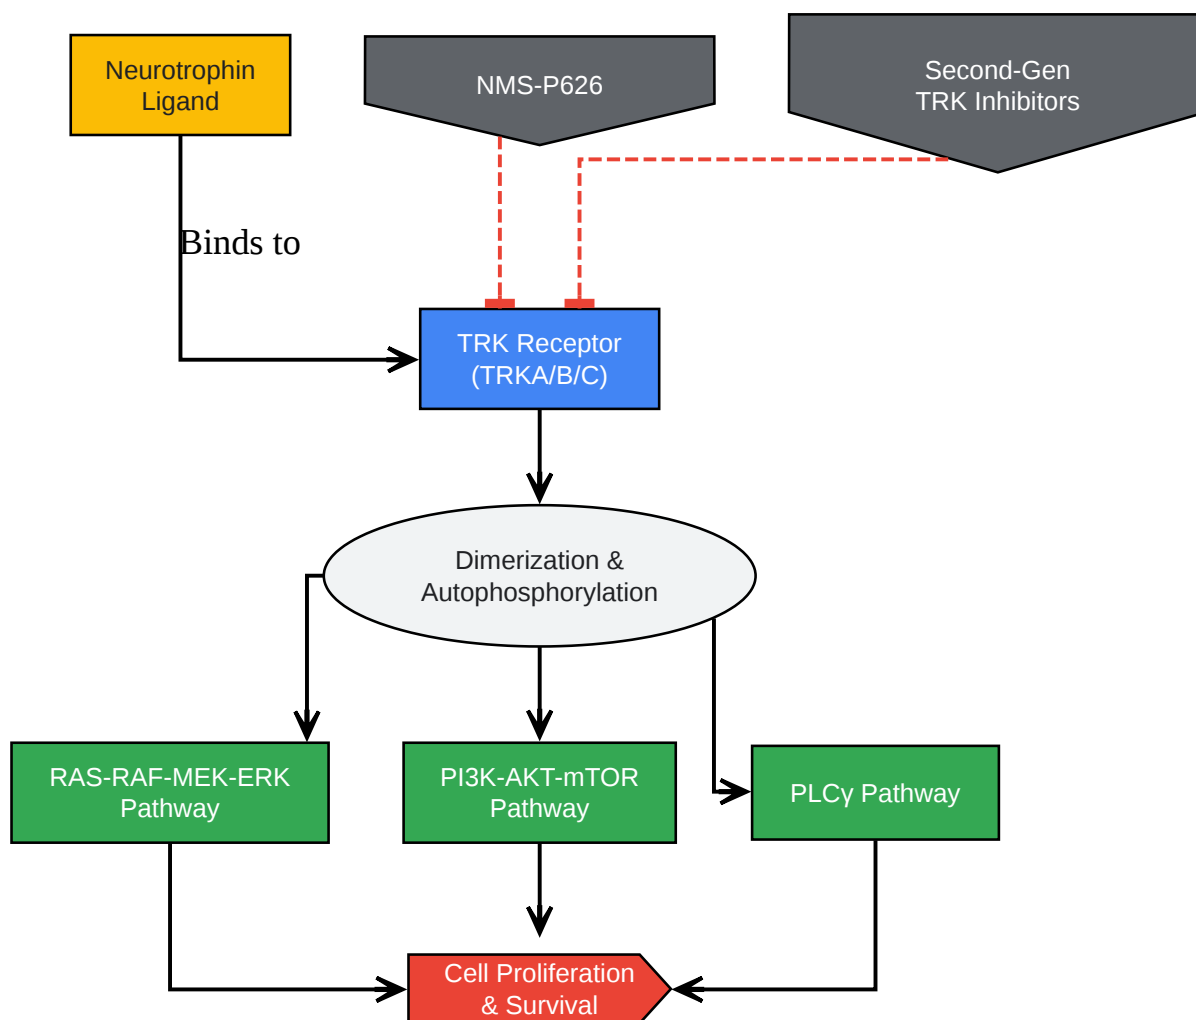 Neurotrophin
Ligand
NMS-P626
Second-Gen
TRK Inhibitors
Binds to
TRK Receptor
(TRKA/B/C)
Dimerization &
Autophosphorylation
RAS-RAF-MEK-ERK
Pathway
PI3K-AKT-mTOR
Pathway
PLCγ Pathway
Cell Proliferation
& Survival